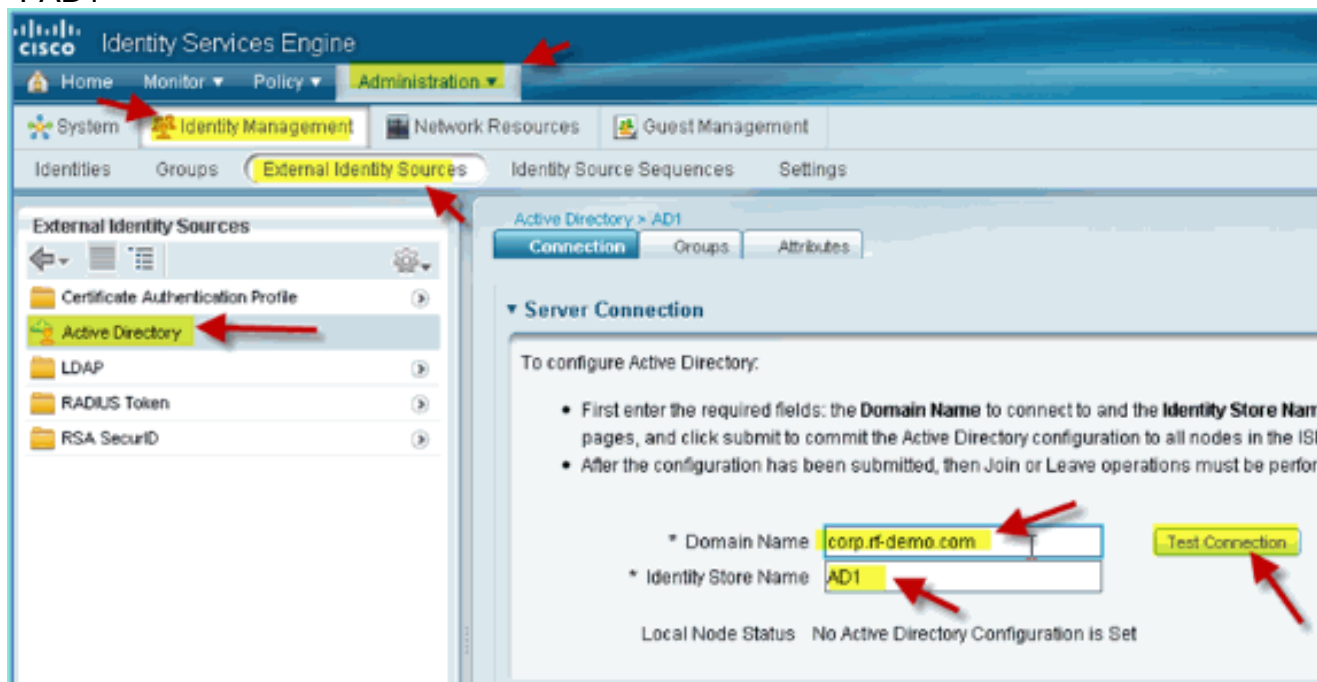 AD1
cisco Identity Services Engine
Home Monitor ▾ Policy ▾ Administration ▾
System Identity Management Network Resources Guest Management
Identities Groups External Identity Sources Identity Source Sequences Settings
External Identity Sources
Certificate Authentication Profile
Active Directory
LDAP
RADIUS Token
RSA SecurID
Active Directory > AD1
Connection Groups Attributes
▾ Server Connection
To configure Active Directory:
• First enter the required fields: the Domain Name to connect to and the Identity Store Nam
pages, and click submit to commit the Active Directory configuration to all nodes in the IS
• After the configuration has been submitted, then Join or Leave operations must be perfor
* Domain Name corp.rf-demo.com Test Connection
* Identity Store Name AD1
Local Node Status No Active Directory Configuration is Set